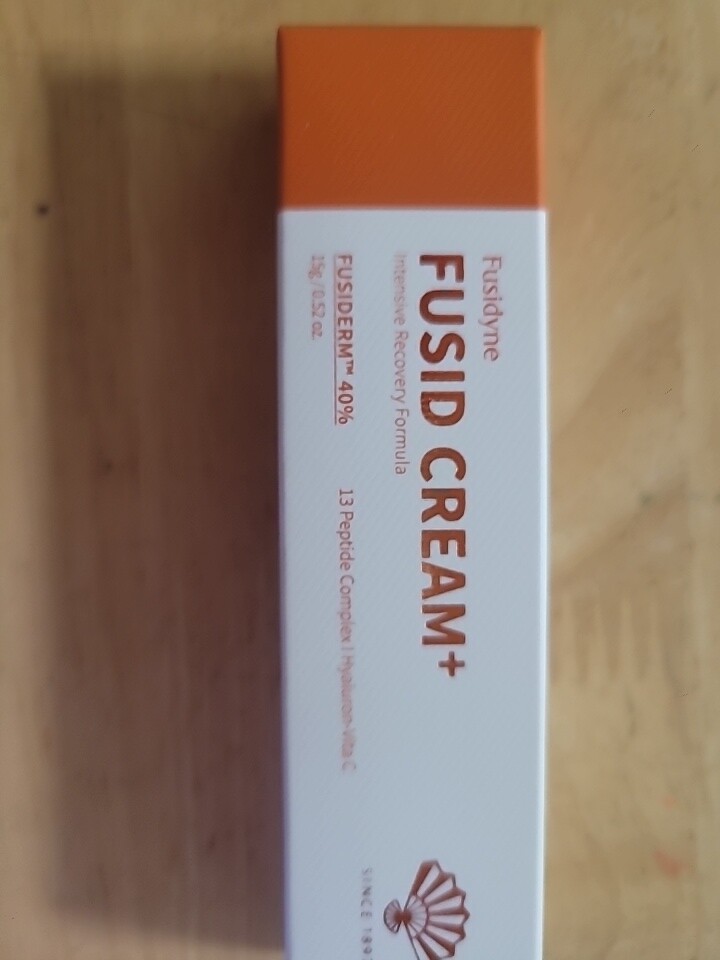 Fusidyne
FUSID CREAM+
Intensive Recovery Formula
FUSIDERM™ 40%
13 Peptide Complex | Hyaluron-Vita C
15g / 0.52 oz.
SINCE